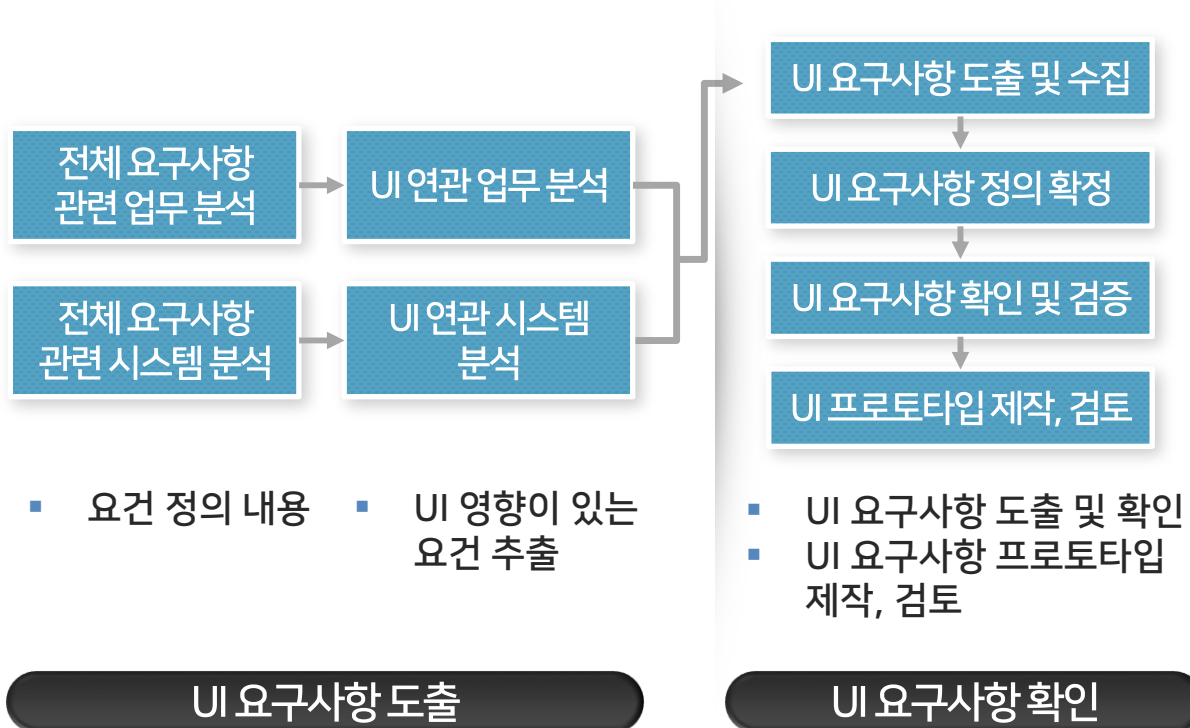 전체 요구사항
관련 업무 분석
UI 연관 업무 분석
전체 요구사항
관련 시스템 분석
UI 연관 시스템
분석
▪ 요건 정의 내용
▪ UI 영향이 있는
요건 추출
UI 요구사항 도출
UI 요구사항 도출 및 수집
UI 요구사항 정의 확정
UI 요구사항 확인 및 검증
UI 프로토타입 제작, 검토
▪ UI 요구사항 도출 및 확인
▪ UI 요구사항 프로토타입
제작, 검토
UI 요구사항 확인